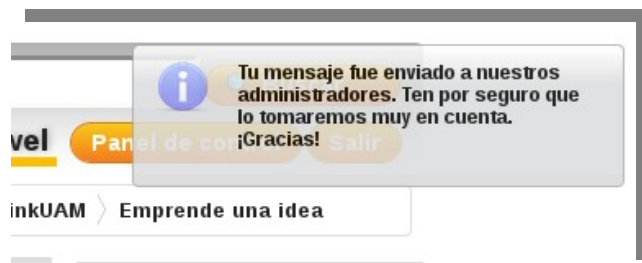 Tu mensaje fue enviado a nuestros
administradores. Ten por seguro que
lo tomaremos muy en cuenta.
¡Gracias!
vel Panel de con Salir
inkUAM Emprende una idea